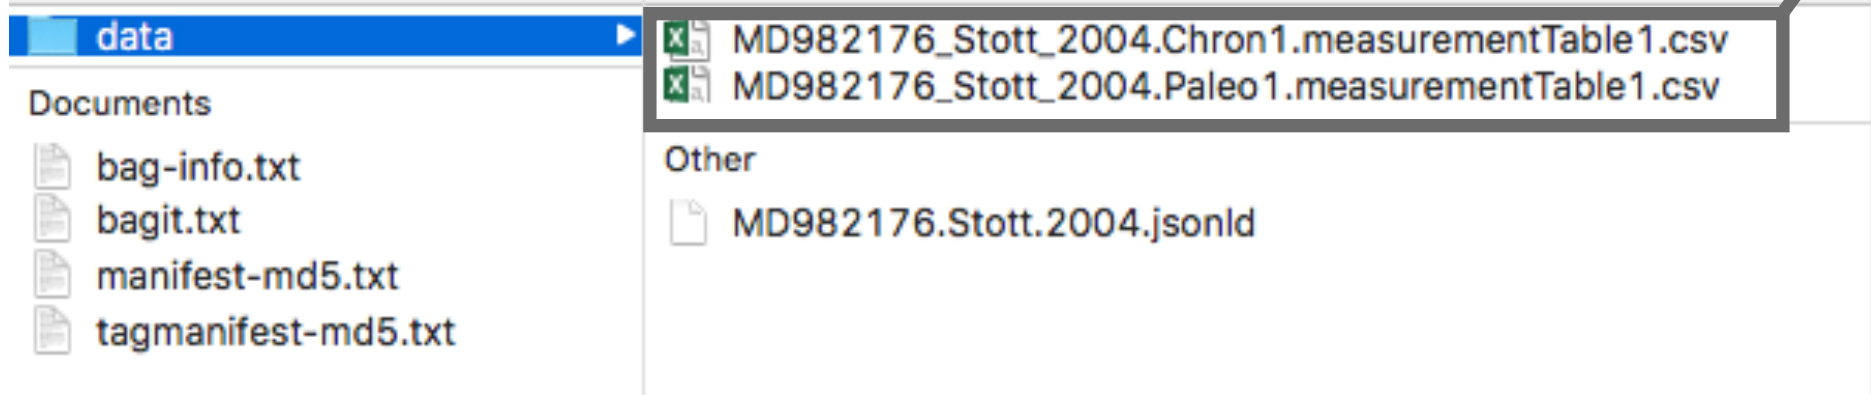 data
Documents
bag-info.txt
bagit.txt
manifest-md5.txt
tagmanifest-md5.txt
MD982176_Stott_2004.Chron1.measurementTable1.csv
MD982176_Stott_2004.Paleo1.measurementTable1.csv
Other
MD982176.Stott.2004.jsonld